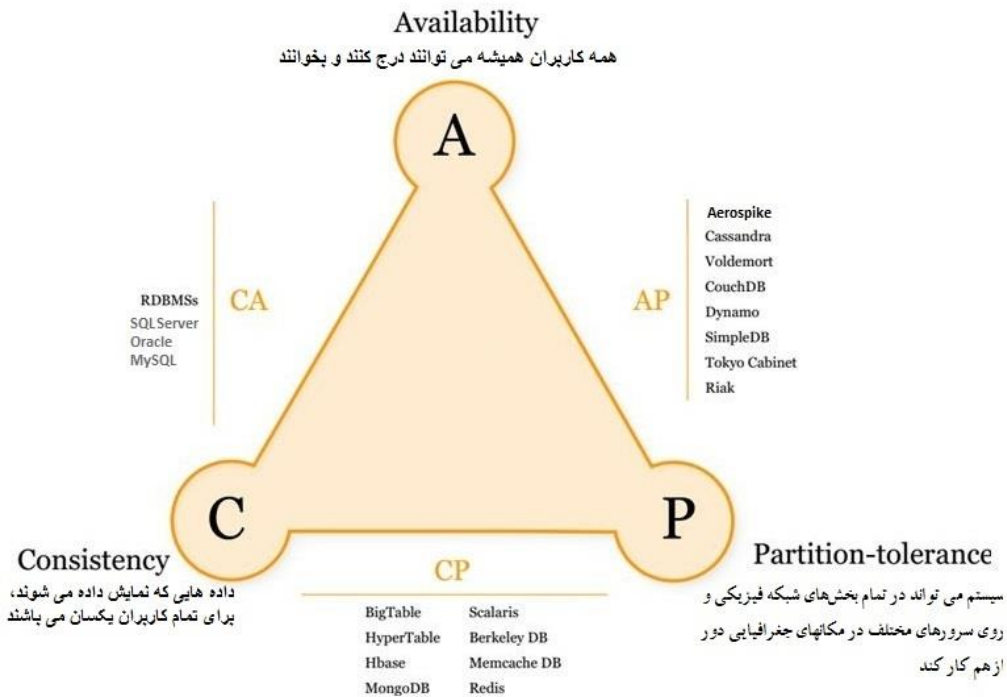 Availability
همه کاربران همیشه می توانند درج کنند و بخوانند
A
RDBMSs
SQLServer
Oracle
MySQL
CA
AP
Aerospike
Cassandra
Voldemort
CouchDB
Dynamo
SimpleDB
Tokyo Cabinet
Riak
C
P
Consistency
داده هایی که نمایش داده می شوند،
برای تمام کاربران یکسان می باشند
Partition-tolerance
سیستم می تواند در تمام بخش‌های شبکه فیزیکی و
روی سرورهای مختلف در مکانهای جغرافیایی دور
ازهم کار کند
CP
BigTable
HyperTable
Hbase
MongoDB
Scalaris
Berkeley DB
Memcache DB
Redis